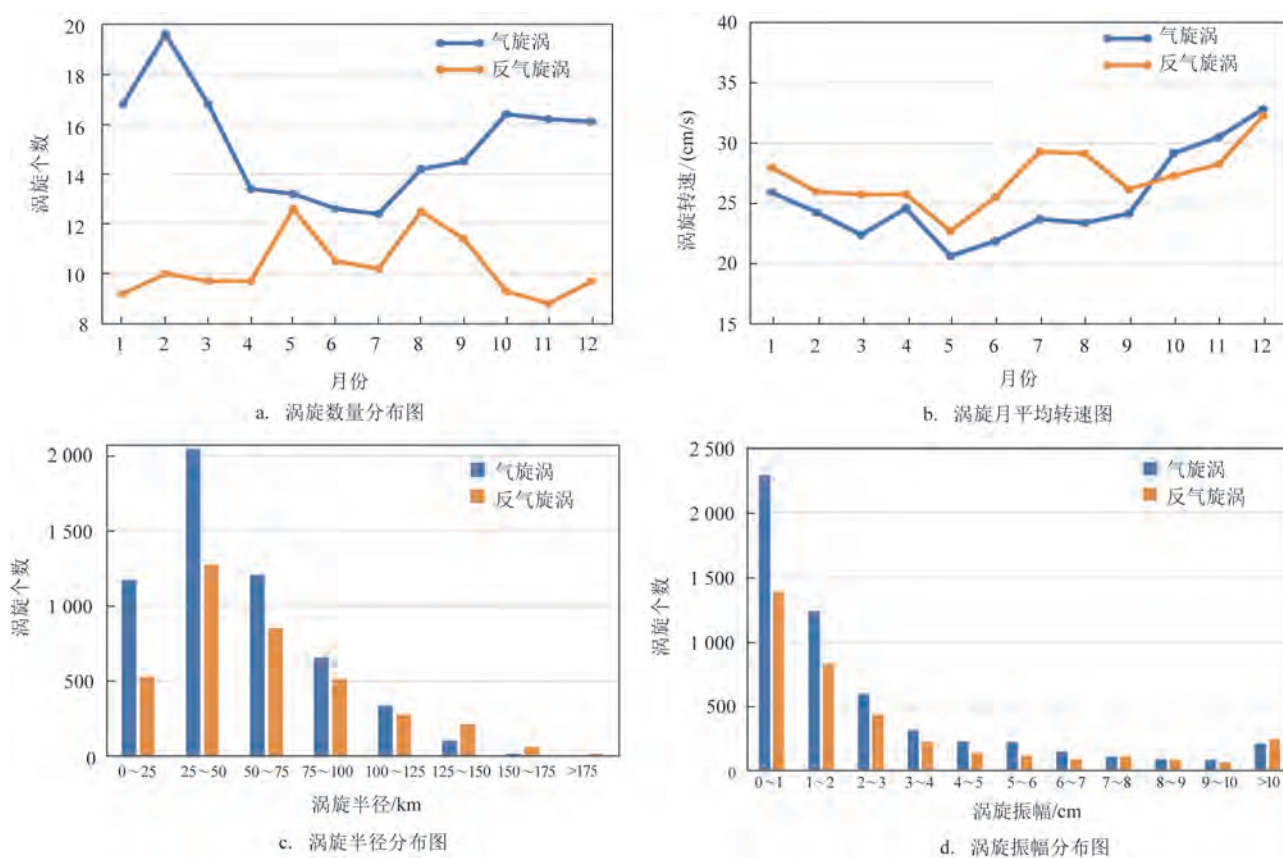 20
18
16
14
12
10
8
涡旋个数
气旋涡
反气旋涡
1 2 3 4 5 6 7 8 9 10 11 12
月份
a. 涡旋数量分布图
40
35
30
25
20
15
涡旋转速/(cm/s)
气旋涡
反气旋涡
1 2 3 4 5 6 7 8 9 10 11 12
月份
b. 涡旋月平均转速图
2 000
1 500
1 000
500
0
涡旋个数
气旋涡
反气旋涡
0~25 25~50 50~75 75~100 100~125 125~150 150~175 >175
涡旋半径/km
c. 涡旋半径分布图
2 500
2 000
1 500
1 000
500
0
涡旋个数
气旋涡
反气旋涡
0~1 1~2 2~3 3~4 4~5 5~6 6~7 7~8 8~9 9~10 >10
涡旋振幅/cm
d. 涡旋振幅分布图